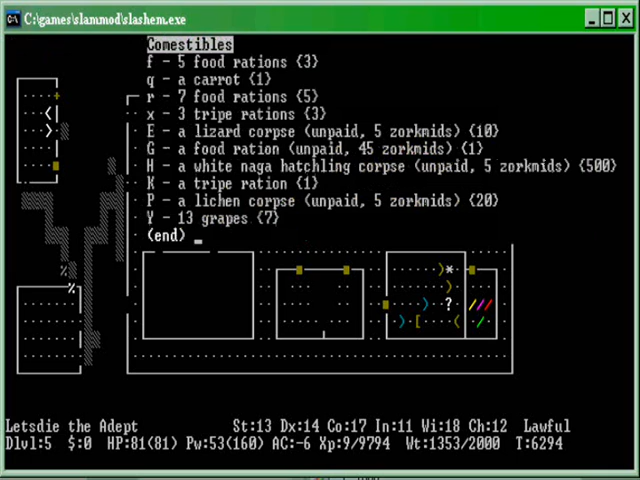 C:\games\slammod\slashem.exe
Comestibles
f - 5 food rations {3}
q - a carrot {1}
r - 7 food rations {5}
x - 3 tripe rations {3}
E - a lizard corpse (unpaid, 5 zorkmids) {10}
G - a food ration (unpaid, 45 zorkmids) {1}
H - a white naga hatchling corpse (unpaid, 5 zorkmids) {500}
K - a tripe ration {1}
P - a lichen corpse (unpaid, 5 zorkmids) {20}
Y - 13 grapes {7}
(end)
Letsdie the Adept St:13 Dx:14 Co:17 In:11 Wi:18 Ch:12 Lawful
Dlvl:5 $:0 HP:81(81) Pw:53(160) AC:-6 Xp:9/9794 Wt:1353/2000 T:6294